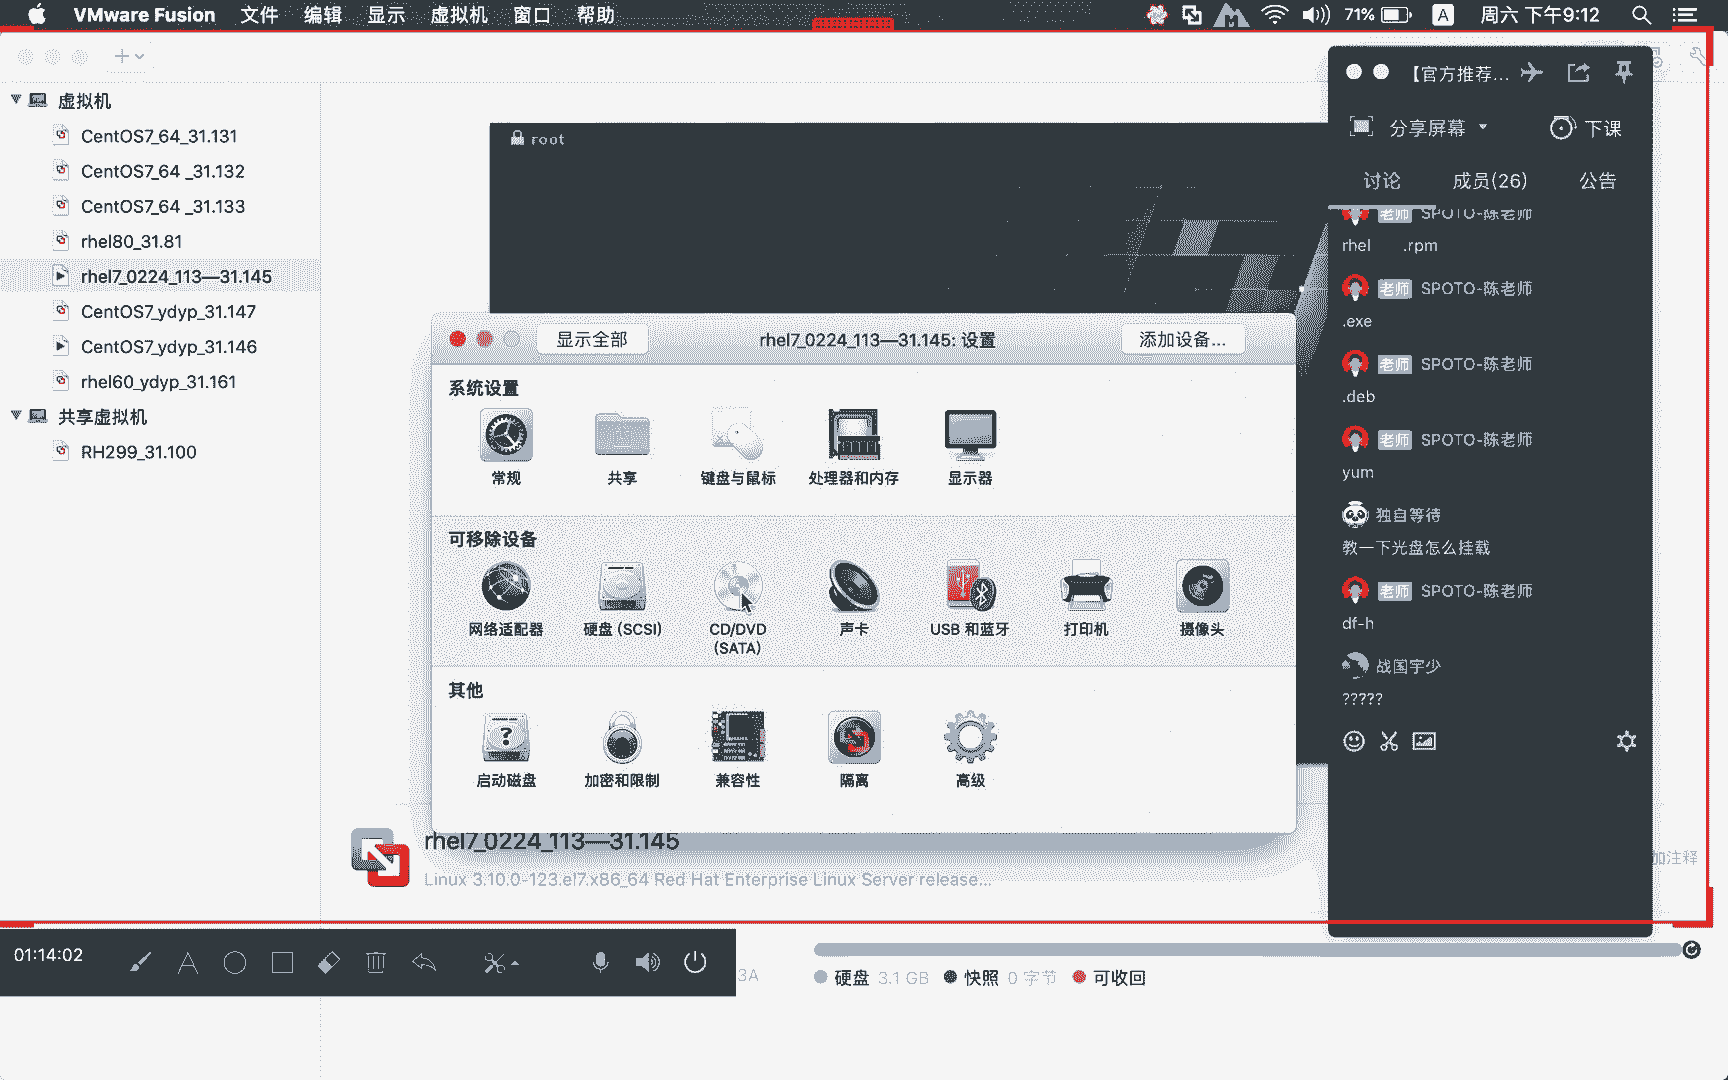 VMware Fusion 文件 编辑 显示 虚拟机 窗口 帮助 71% A 周六 下午9:12
虚拟机
CentOS7_64_31.131
CentOS7_64 _31.132
CentOS7_64 _31.133
rhel80_31.81
rhel7_0224_113—31.145
CentOS7_ydyp_31.147
CentOS7_ydyp_31.146
rhel60_ydyp_31.161
共享虚拟机
RH299_31.100
root
显示全部 rhel7_0224_113—31.145: 设置 添加设备...
系统设置
常规 共享 键盘与鼠标 处理器和内存 显示器
可移除设备
网络适配器 硬盘 (SCSI) CD/DVD (SATA) 声卡 USB 和蓝牙 打印机 摄像头
其他
启动磁盘 加密和限制 兼容性 隔离 高级
rhel7_0224_113—31.145
Linux 3.10.0-123.el7.x86_64 Red Hat Enterprise Linux Server release...
【官方推荐...
分享屏幕 下课
讨论 成员(26) 公告
老师 SPOTO-陈老师
rhel .rpm
老师 SPOTO-陈老师
.exe
老师 SPOTO-陈老师
.deb
老师 SPOTO-陈老师
yum
独自等待
教一下光盘怎么挂载
老师 SPOTO-陈老师
df-h
战国宇少
?????
加注释
01:14:02
3A
硬盘 3.1 GB 快照 0 字节 可收回